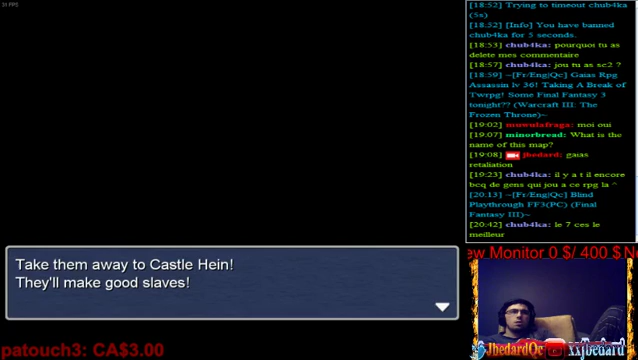 31 FPS
[18:52] Trying to timeout chub4ka
(5s)
[18:52] [Info] You have banned
chub4ka for 5 seconds.
[18:53] chub4ka: pourquoi tu as
delete mes commentaire
[18:57] chub4ka: jou tu as sc2 ?
[18:59] ~[Fr/Eng|Qc] Gaias Rpg
Assassin lv 36! Taking A Break of
Twrpg! Some Final Fantasy 3
tonight?? (Warcraft III: The
Frozen Throne)~
[19:02] moi oui
[19:07] minorbread: What is the
name of this map?
[19:08] Jhedard: gaias
retaliation
[19:23] chub4ka: il y a t il encore
bcq de gens qui jou a ce rpg la ^
[20:13] ~[Fr/Eng|Qc] Blind
Playthrough FF3(PC) (Final
Fantasy III)~
[20:42] chub4ka: le 7 ces le
meilleur
Take them away to Castle Hein!
They'll make good slaves!
ew Monitor 0 $/ 400 $ N
patouch3: CA$3.00
JbedardQc
xxjbedard